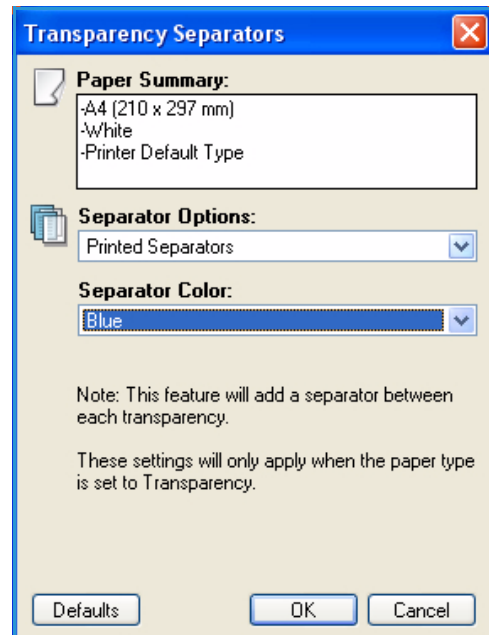 Transparency Separators
Paper Summary:
-A4 (210 x 297 mm)
-White
-Printer Default Type
Separator Options:
Printed Separators
Separator Color:
Blue
Note: This feature will add a separator between
each transparency.
These settings will only apply when the paper type
is set to Transparency.
Defaults OK Cancel